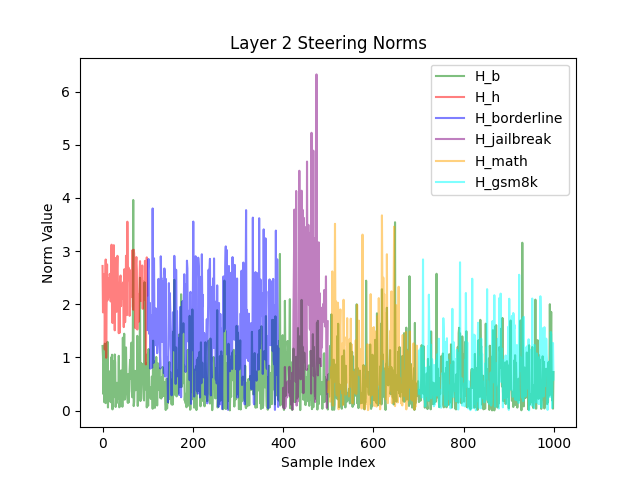 Layer 2 Steering Norms
H_b
H_h
H_borderline
H_jailbreak
H_math
H_gsm8k
Norm Value
6
5
4
3
2
1
0
0 200 400 600 800 1000
Sample Index